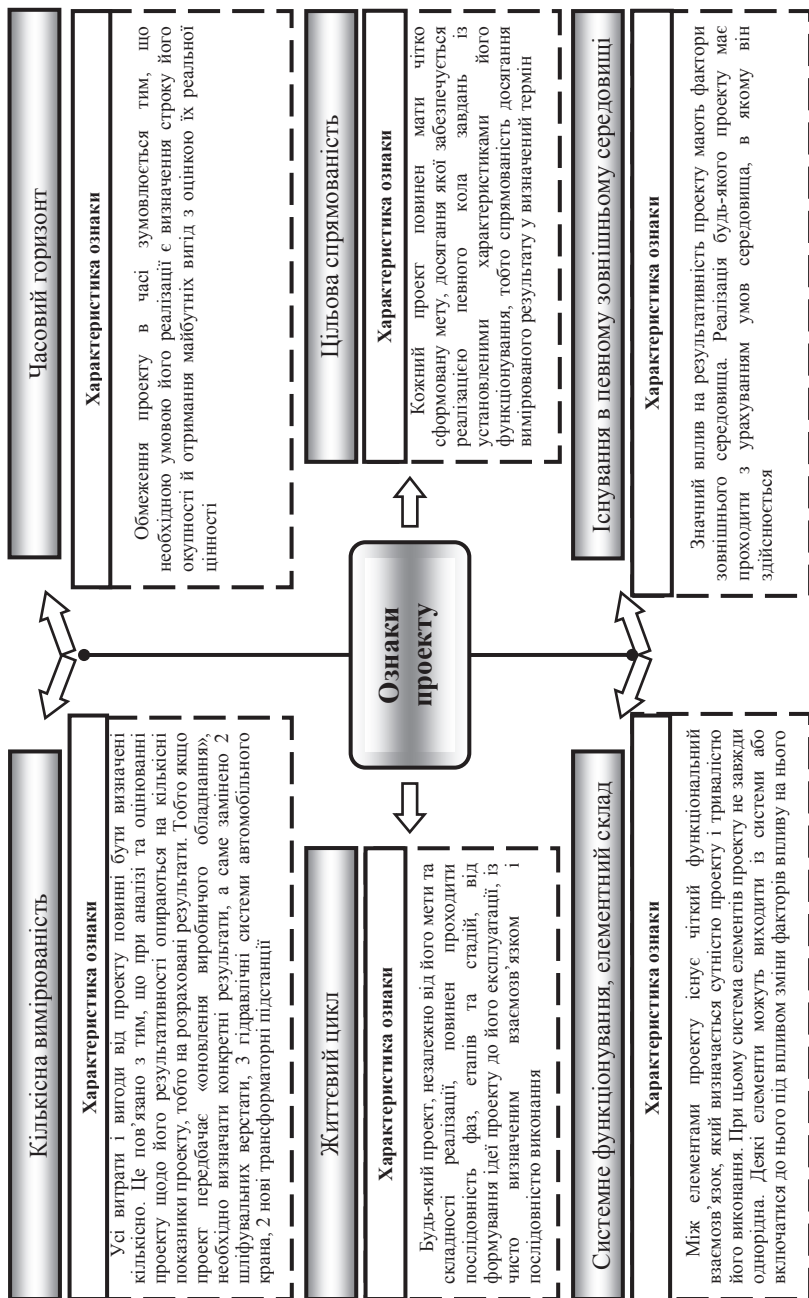 Кількісна вимірюваність
Характеристика ознаки
Усі витрати і вигоди від проекту повинні бути визначені
кількісно. Це пов'язано з тим, що при аналізі та оцінюванні
проекту щодо його результативності опираються на кількісні
показники проекту, тобто на розраховані результати. Тобто якщо
проект передбачає «оновлення виробничого обладнання»,
необхідно визначати конкретні результати, а саме замінено 2
шліфувальних верстати, 3 гідравлічні системи автомобільного
крана, 2 нові трансформаторні підстанції
Часовий горизонт
Характеристика ознаки
Обмеження проекту в часі зумовлюється тим, що
необхідною умовою його реалізації є визначення строку його
окупності й отримання майбутніх вигід з оцінкою їх реальної
цінності
Життєвий цикл
Характеристика ознаки
Будь-який проект, незалежно від його мети та
складності реалізації, повинен проходити
послідовність фаз, етапів та стадій, від
формування ідеї проекту до його експлуатації, із
чисто визначеним взаємозв'язком і
послідовністю виконання
Ознаки
проекту
Цільова спрямованість
Характеристика ознаки
Кожний проект повинен мати чітко
сформовану мету, досягання якої забезпечується
реалізацією певного кола завдань із
установленими характеристиками його
функціонування, тобто спрямованість досягання
вимірюваного результату у визначений термін
Системне функціонування, елементний склад
Характеристика ознаки
Між елементами проекту існує чіткий функціональний
взаємозв'язок, який визначається сутністю проекту і тривалістю
його виконання. При цьому система елементів проекту не завжди
однорідна. Деякі елементи можуть виходити із системи або
включатися до нього під впливом зміни факторів впливу на нього
Існування в певному зовнішньому середовищі
Характеристика ознаки
Значний вплив на результативність проекту мають фактори
зовнішнього середовища. Реалізація будь-якого проекту має
проходити з урахуванням умов середовища, в якому він
здійснюється